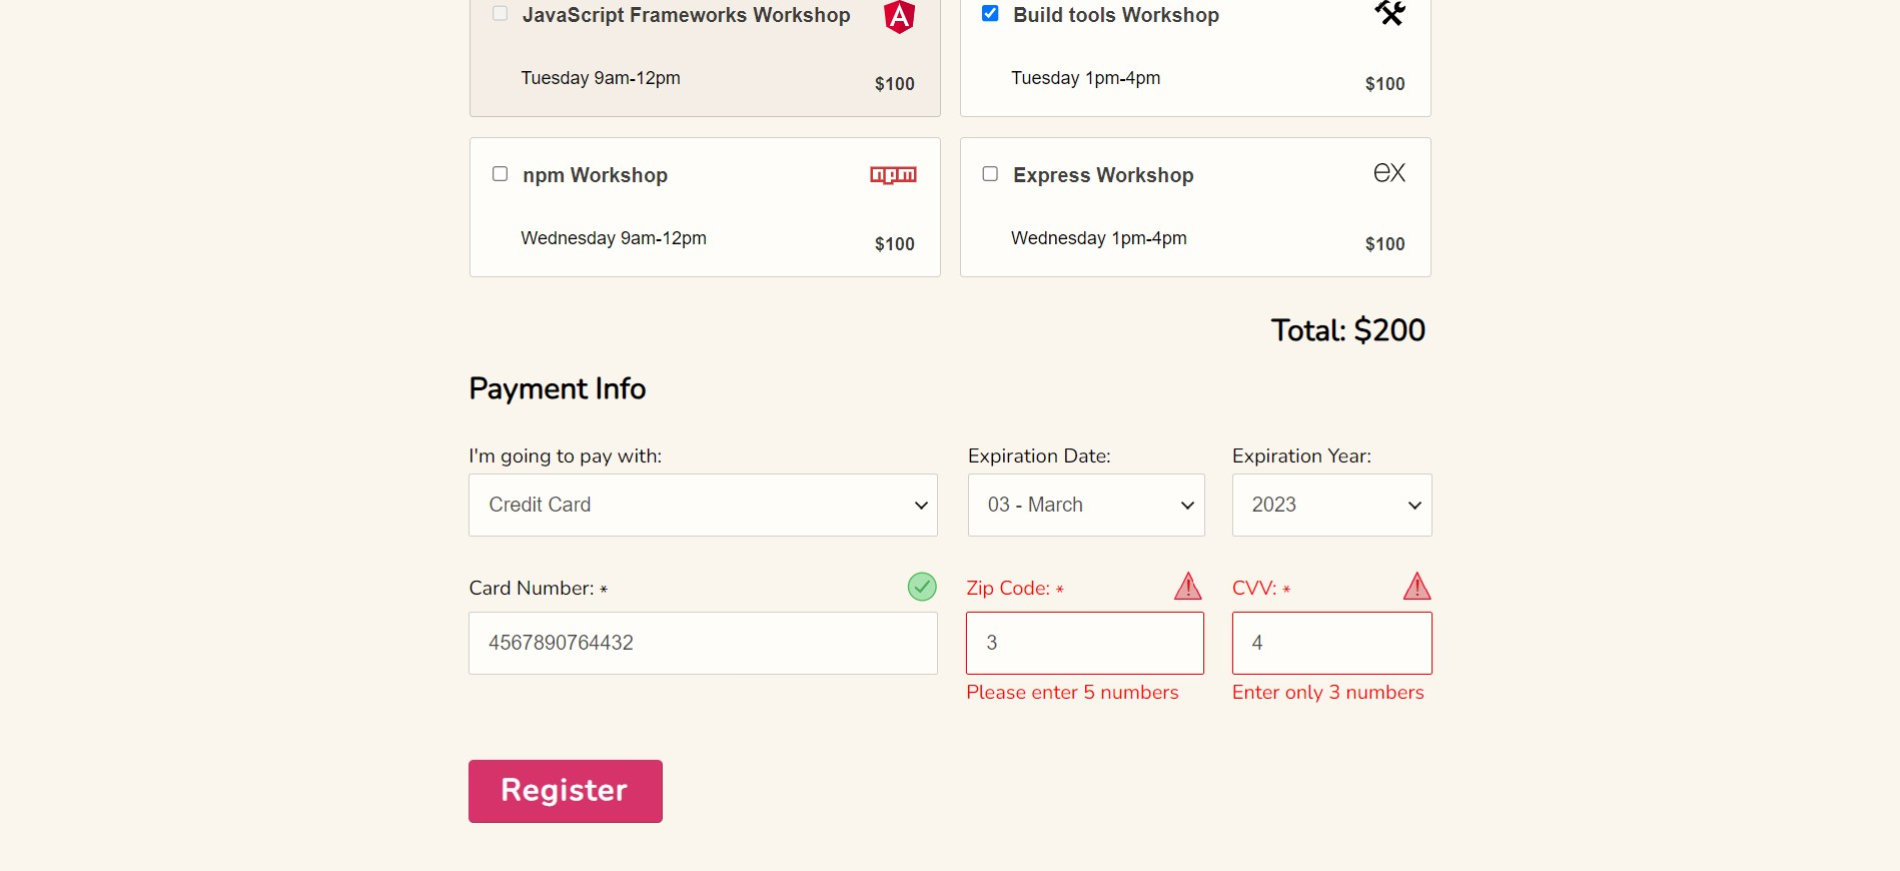 JavaScript Frameworks Workshop
Tuesday 9am-12pm
$100
Build tools Workshop
Tuesday 1pm-4pm
$100
npm Workshop
npm
Wednesday 9am-12pm
$100
Express Workshop
ex
Wednesday 1pm-4pm
$100
Total: $200
Payment Info
I'm going to pay with:
Credit Card
Expiration Date:
03 - March
Expiration Year:
2023
Card Number: *
4567890764432
Zip Code: *
3
Please enter 5 numbers
CVV: *
4
Enter only 3 numbers
Register